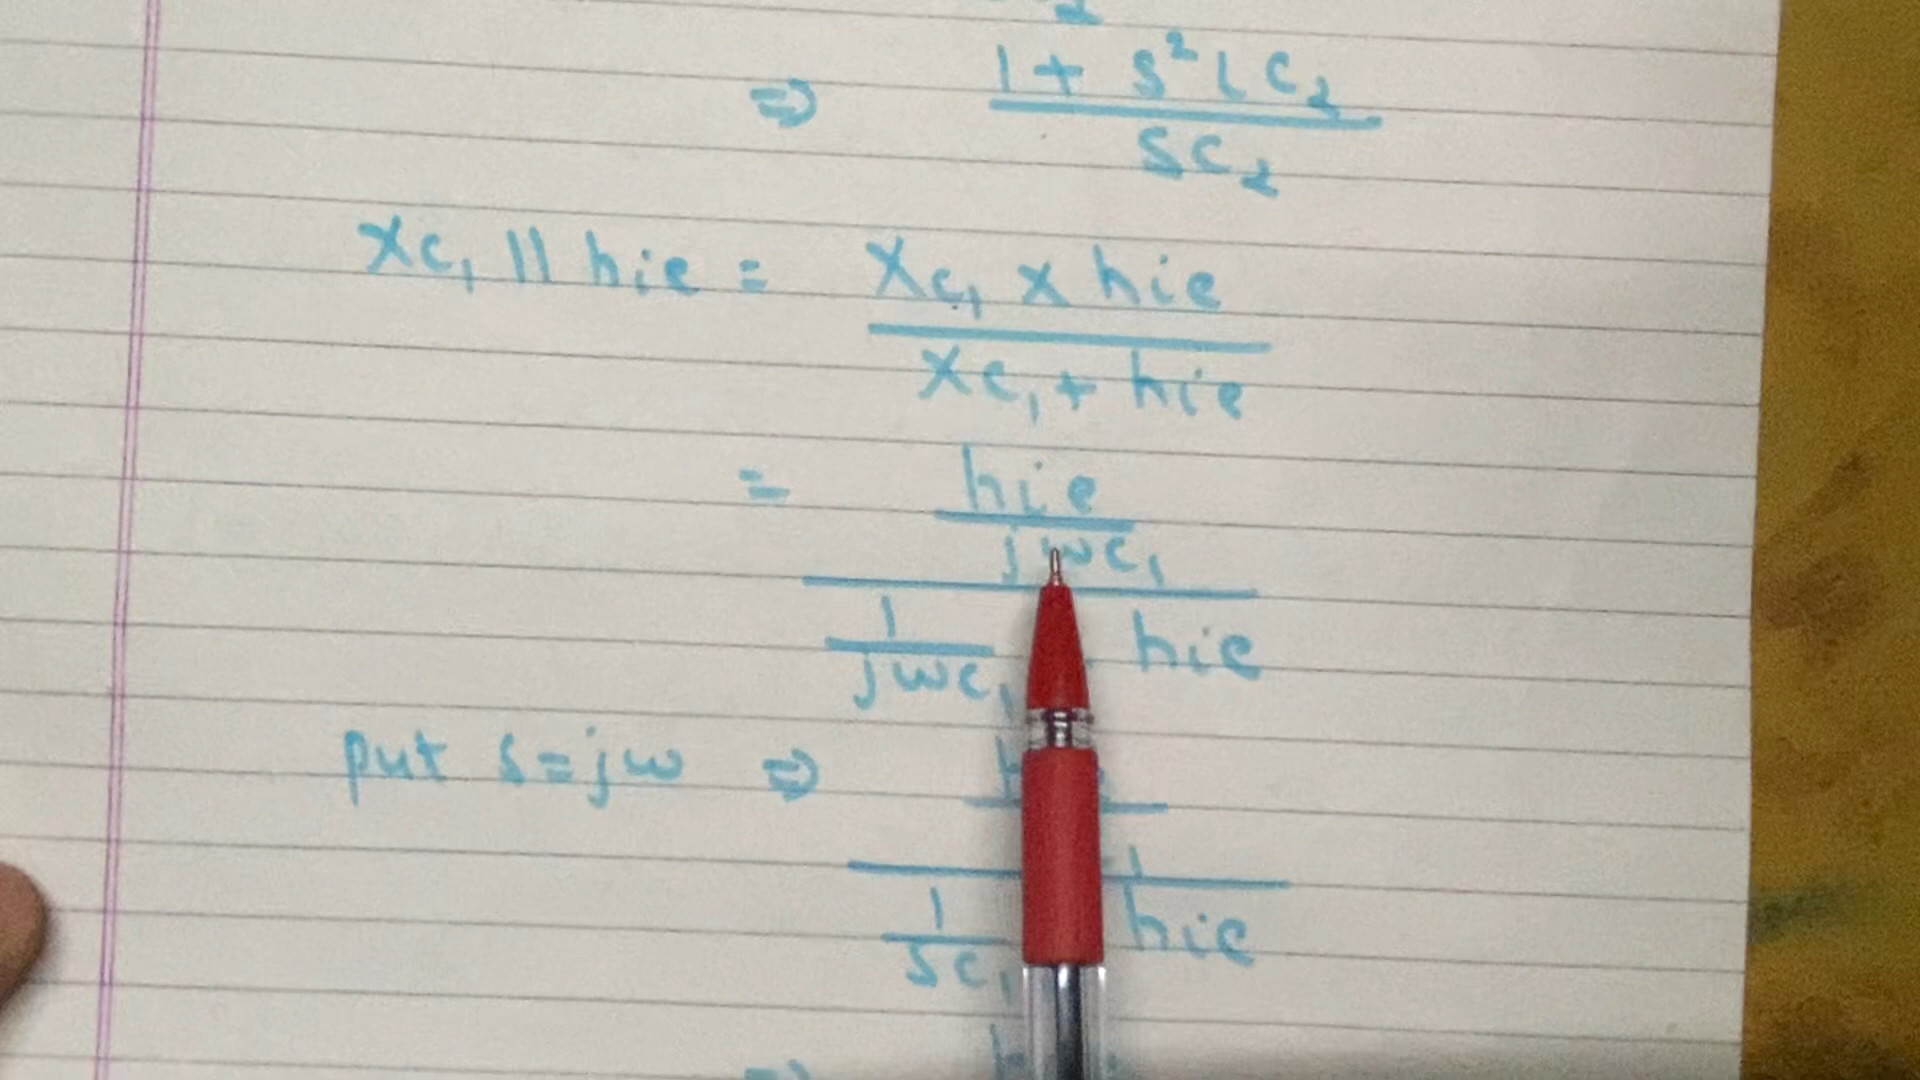 2
⇒ 1 + s²LC₂
sC₂
Xc₁ || hie = Xc₁ × hie
Xc₁ + hie
= hie
jωc₁
1
jωc₁ hie
put s = jω ⇒
1
sc₁ hie
⇒